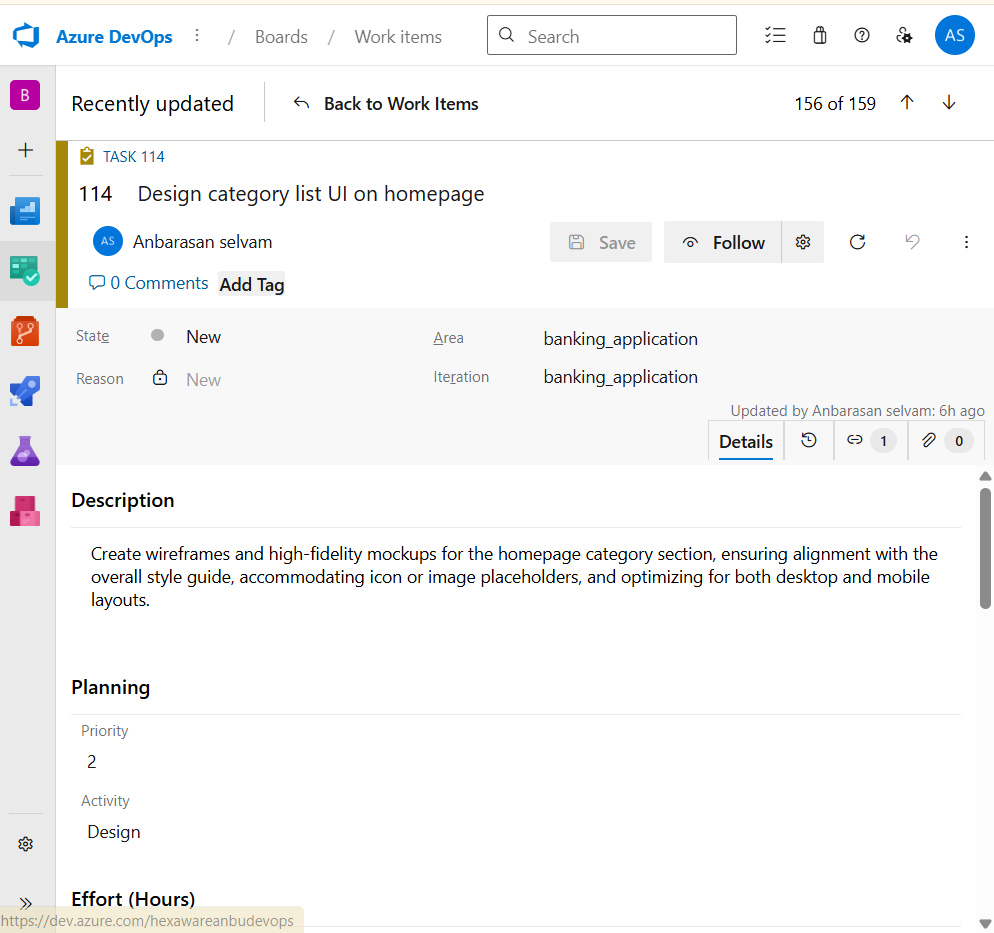 Azure DevOps / Boards / Work items Search AS
B
Recently updated Back to Work Items 156 of 159
TASK 114
114 Design category list UI on homepage
AS Anbarasan selvam Save Follow
0 Comments Add Tag
State New Area banking_application
Reason New Iteration banking_application
Updated by Anbarasan selvam: 6h ago
Details 1 0
Description
Create wireframes and high-fidelity mockups for the homepage category section, ensuring alignment with the
overall style guide, accommodating icon or image placeholders, and optimizing for both desktop and mobile
layouts.
Planning
Priority
2
Activity
Design
Effort (Hours)
https://dev.azure.com/hexawareanbudevops